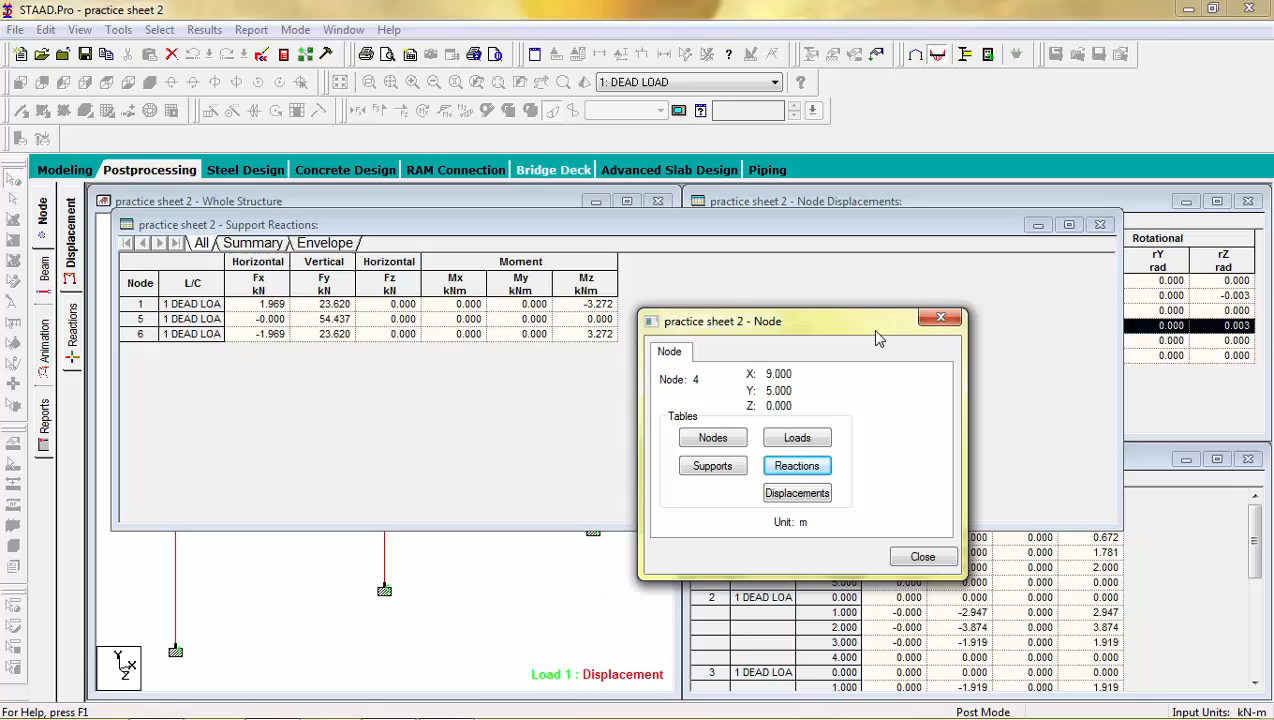 STAAD.Pro - practice sheet 2
File Edit View Tools Select Results Report Mode Window Help
1: DEAD LOAD
Modeling Postprocessing Steel Design Concrete Design RAM Connection Bridge Deck Advanced Slab Design Piping
Node
Beam
Animation
Reports
Displacement
Reactions
practice sheet 2 - Whole Structure
practice sheet 2 - Node Displacements:
practice sheet 2 - Support Reactions:
All Summary Envelope
Horizontal Vertical Horizontal Moment
Node L/C Fx kN Fy kN Fz kN Mx kNm My kNm Mz kNm
1 1 DEAD LOA 1.969 23.620 0.000 0.000 0.000 -3.272
5 1 DEAD LOA -0.000 54.437 0.000 0.000 0.000 0.000
6 1 DEAD LOA -1.969 23.620 0.000 0.000 0.000 3.272
Rotational
rY rad rZ rad
0.000 0.000
0.000 -0.003
0.000 0.003
0.000 0.000
0.000 0.000
practice sheet 2 - Node
Node
Node: 4
X: 9.000
Y: 5.000
Z: 0.000
Tables
Nodes Loads
Supports Reactions
Displacements
Unit: m
Close
0.000 0.672
0.000 1.781
0.000 2.000
5.000 0.000 0.000 0.000 0.000
2 1 DEAD LOA 0.000 0.000 0.000 0.000 0.000
1.000 -0.000 -2.947 0.000 2.947
2.000 -0.000 -3.874 0.000 3.874
3.000 -0.000 -1.919 0.000 1.919
4.000 0.000 0.000 0.000 0.000
3 1 DEAD LOA 0.000 0.000 0.000 0.000 0.000
1.000 0.000 -1.919 0.000 1.919
Y
X
Z
Load 1 : Displacement
For Help, press F1
Post Mode
Input Units: kN-m